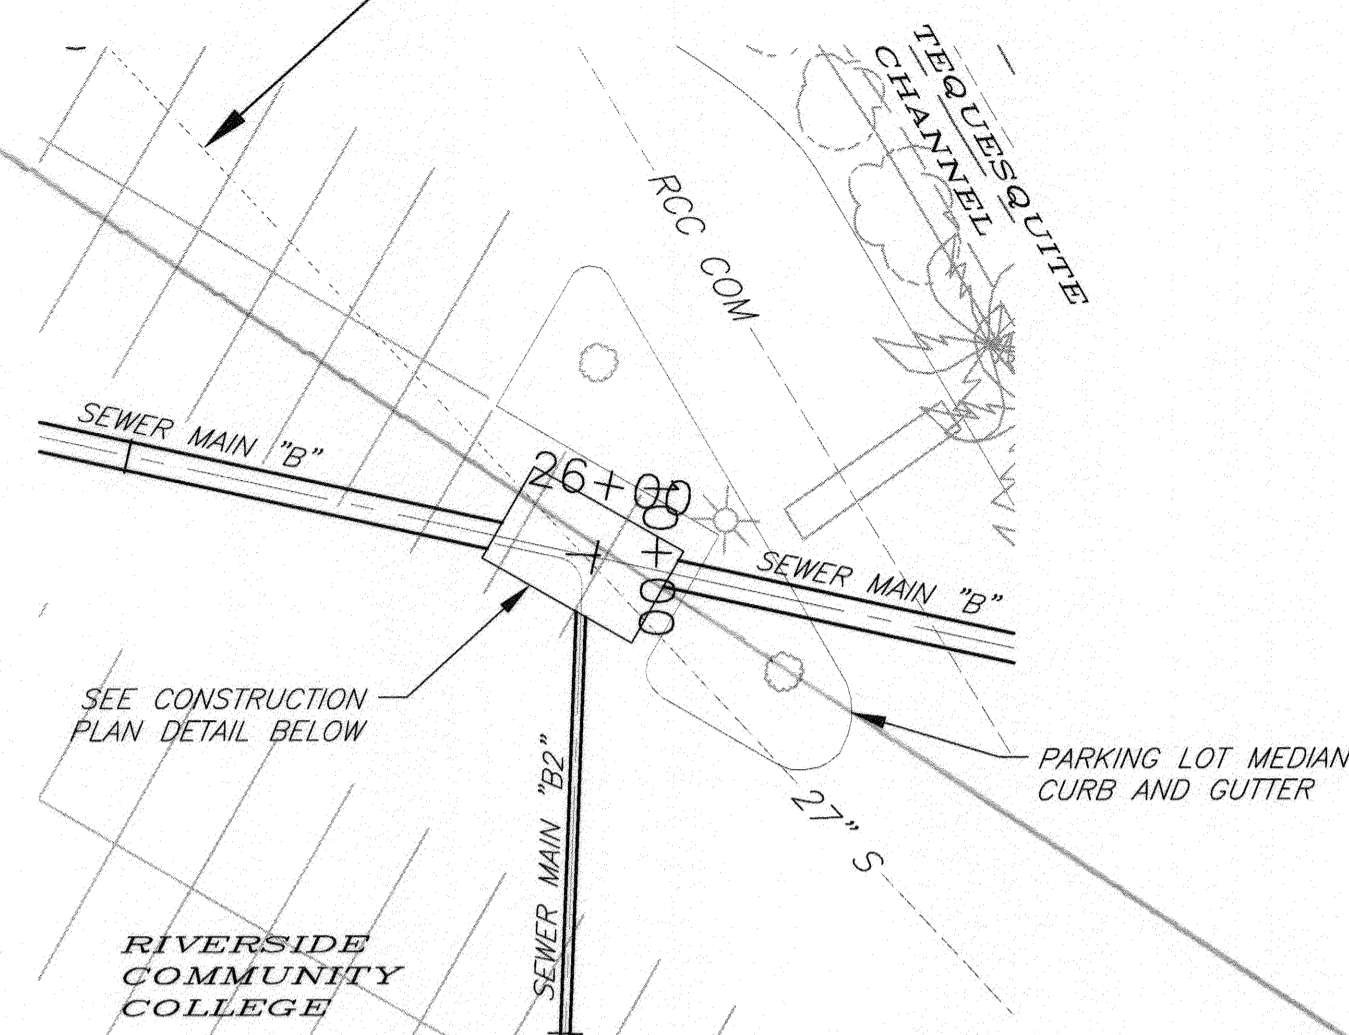 TEQUESQUITE
CHANNEL
RCC COM
SEWER MAIN "B"
26+00
0+00
SEWER MAIN "B"
SEE CONSTRUCTION
PLAN DETAIL BELOW
SEWER MAIN "B2"
PARKING LOT MEDIAN
CURB AND GUTTER
27" S
RIVERSIDE
COMMUNITY
COLLEGE